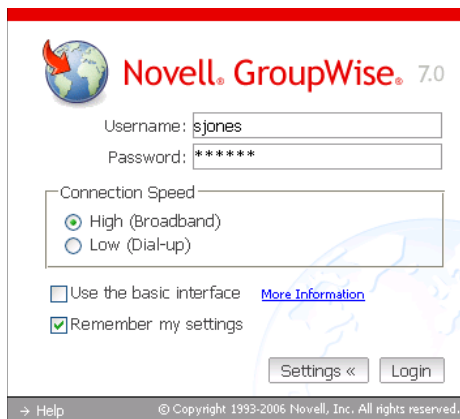 Novell® GroupWise® 7.0
Username: sjones
Password: ******
Connection Speed
High (Broadband)
Low (Dial-up)
Use the basic interface More Information
Remember my settings
Settings « Login
→ Help © Copyright 1993-2006 Novell, Inc. All rights reserved.